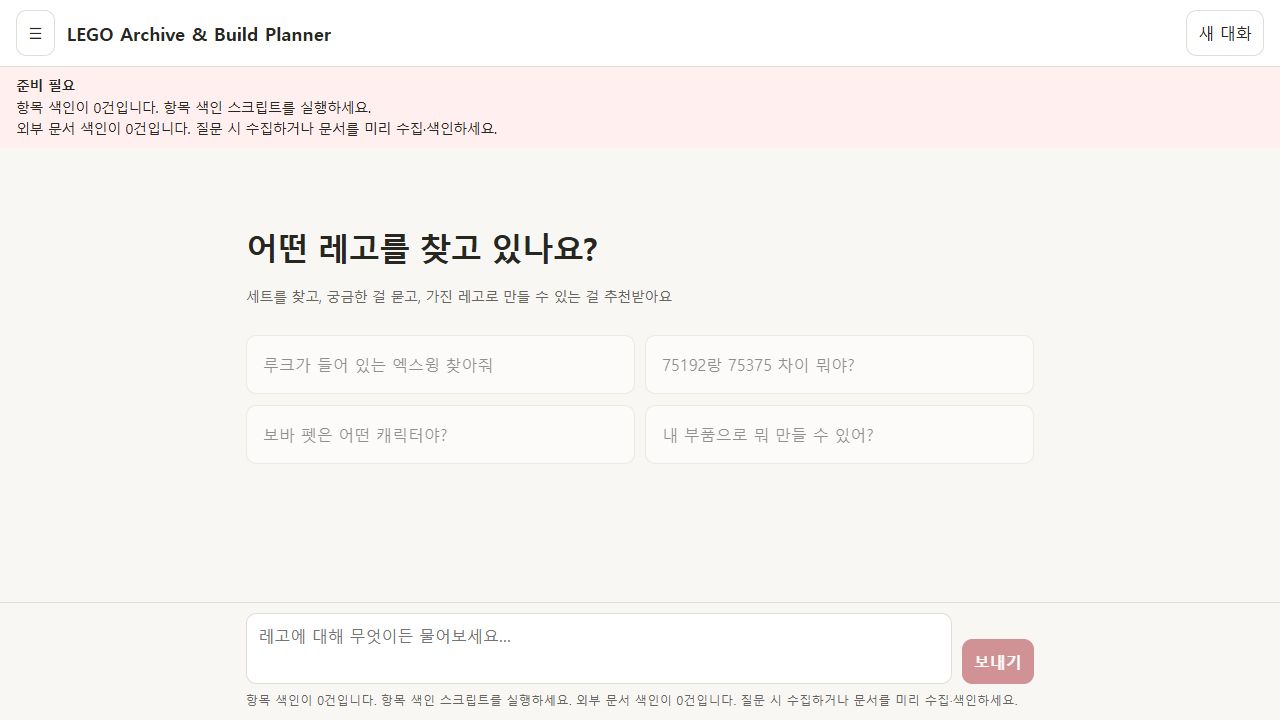 ☰ LEGO Archive & Build Planner
새 대화
준비 필요
항목 색인이 0건입니다. 항목 색인 스크립트를 실행하세요.
외부 문서 색인이 0건입니다. 질문 시 수집하거나 문서를 미리 수집·색인하세요.
어떤 레고를 찾고 있나요?
세트를 찾고, 궁금한 걸 묻고, 가진 레고로 만들 수 있는 걸 추천받아요
루크가 들어 있는 엑스윙 찾아줘
75192랑 75375 차이 뭐야?
보바 펫은 어떤 캐릭터야?
내 부품으로 뭐 만들 수 있어?
레고에 대해 무엇이든 물어보세요...
보내기
항목 색인이 0건입니다. 항목 색인 스크립트를 실행하세요. 외부 문서 색인이 0건입니다. 질문 시 수집하거나 문서를 미리 수집·색인하세요.